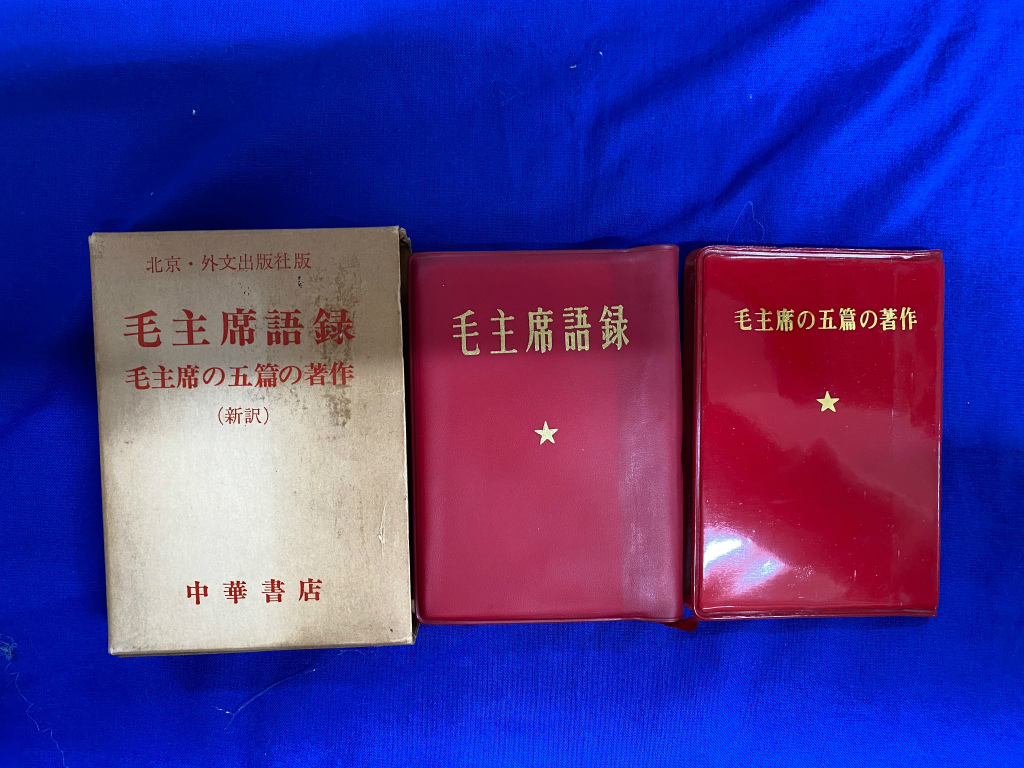 北京・外文出版社版
毛主席語録
毛主席の五篇の著作
（新訳）
中華書店
毛主席語録
毛主席の五篇の著作